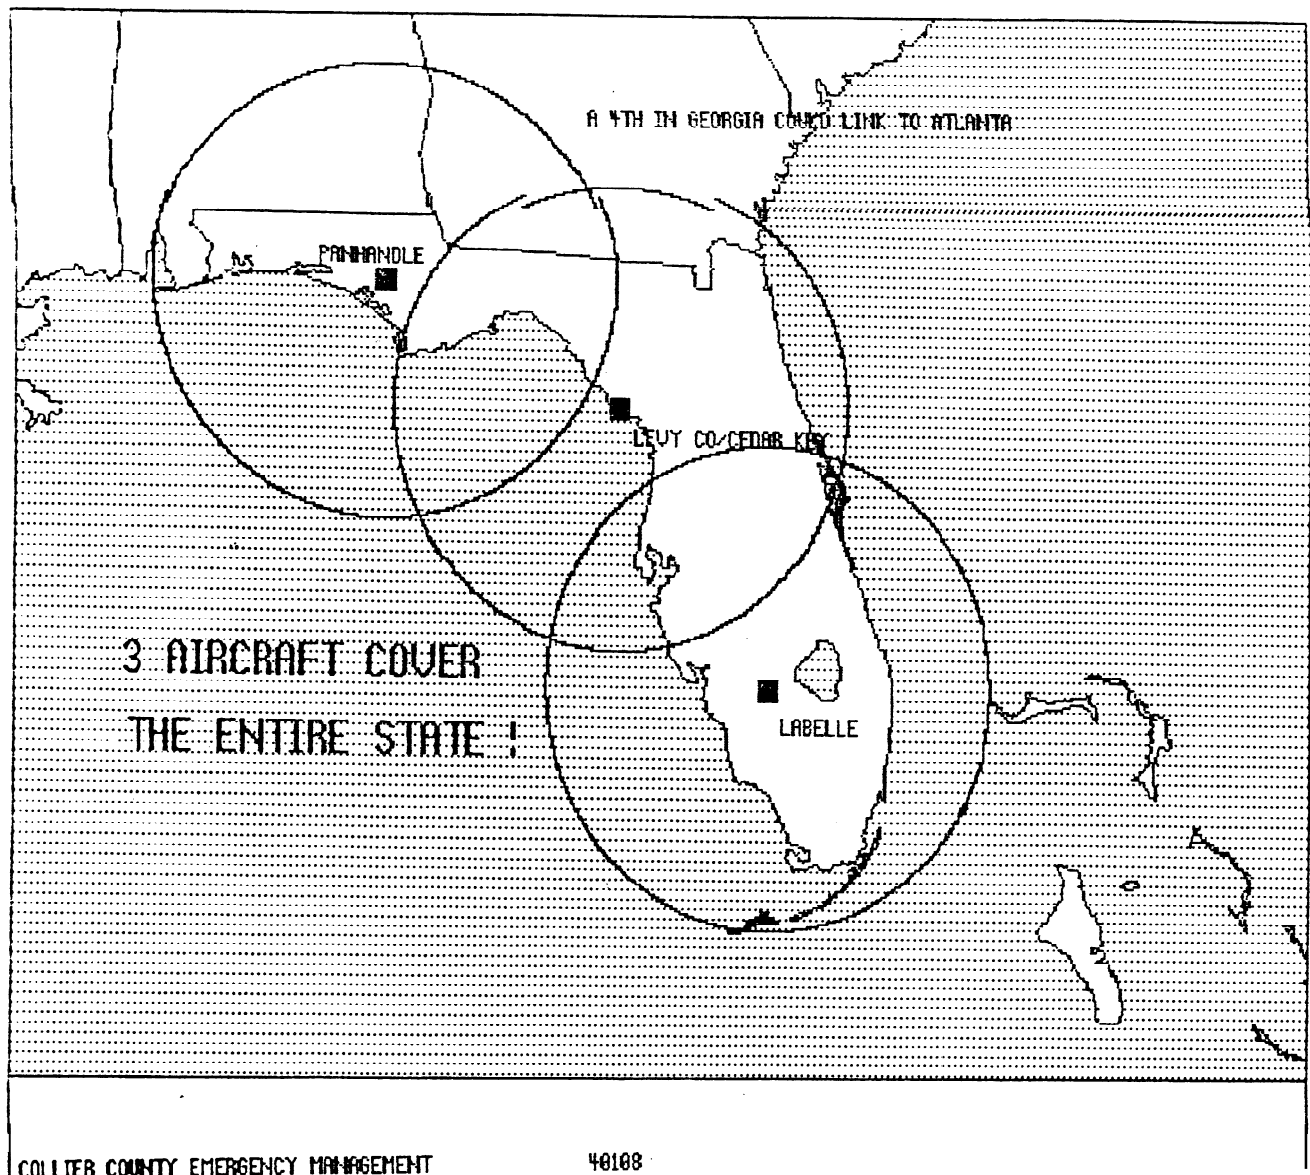 A 4TH IN GEORGIA COULD LINK TO ATLANTA
PANHANDLE
LEVY CO/CEDAR KEY
3 AIRCRAFT COVER
THE ENTIRE STATE !
LABELLE
COLLIER COUNTY EMERGENCY MANAGEMENT 40108